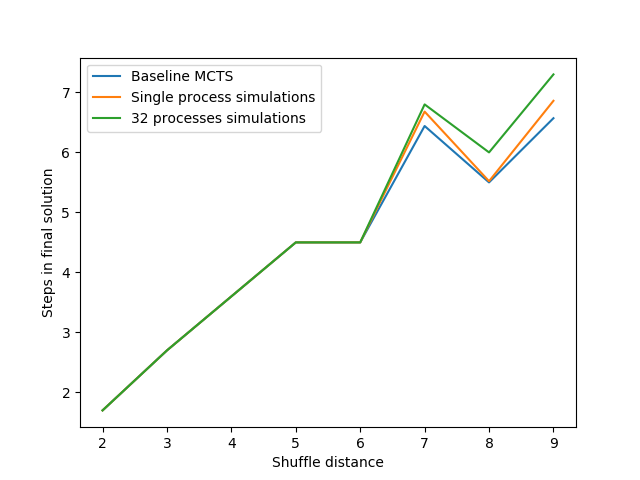 Baseline MCTS
Single process simulations
32 processes simulations
7
6
5
4
3
2
Steps in final solution
2 3 4 5 6 7 8 9
Shuffle distance